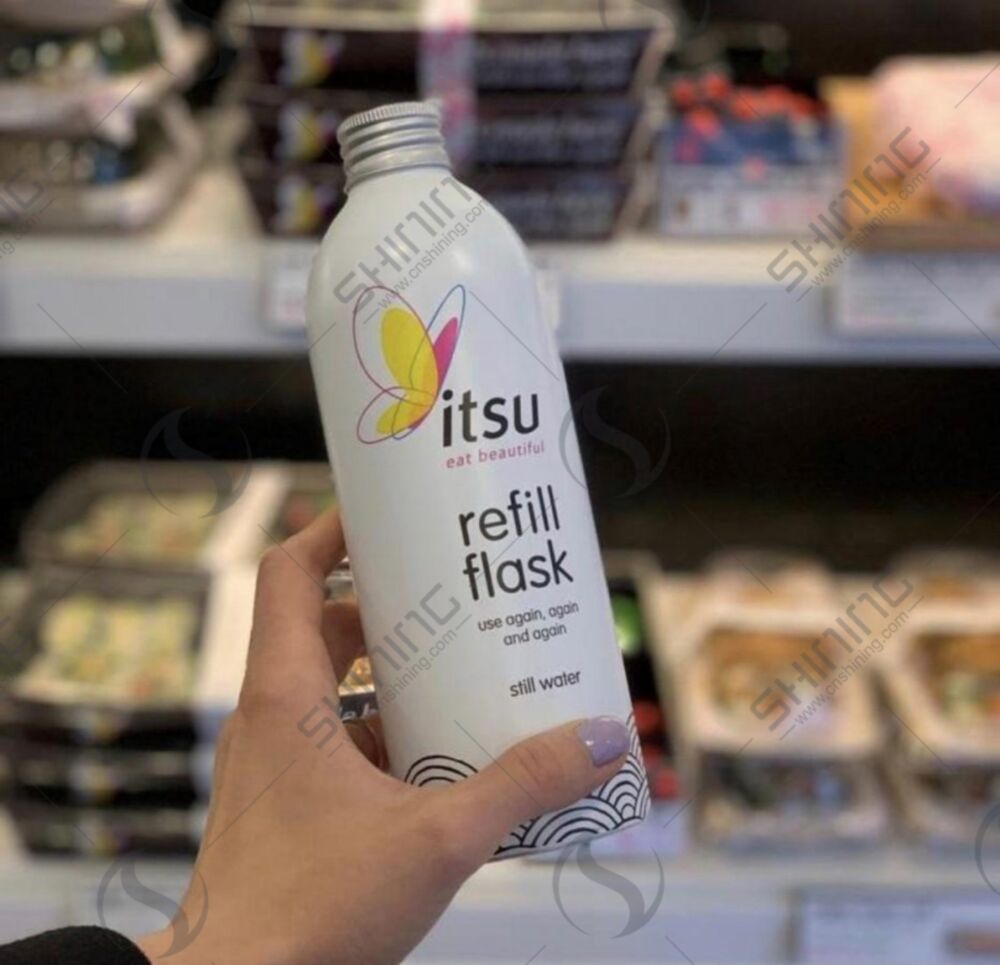 itsu
eat beautiful
refill
flask
use again, again
and again
still water
SHINING
www.cnshining.com
SHINING
www.cnshining.com
SHINING
www.cnshining.com
SHINING
www.cnshining.com